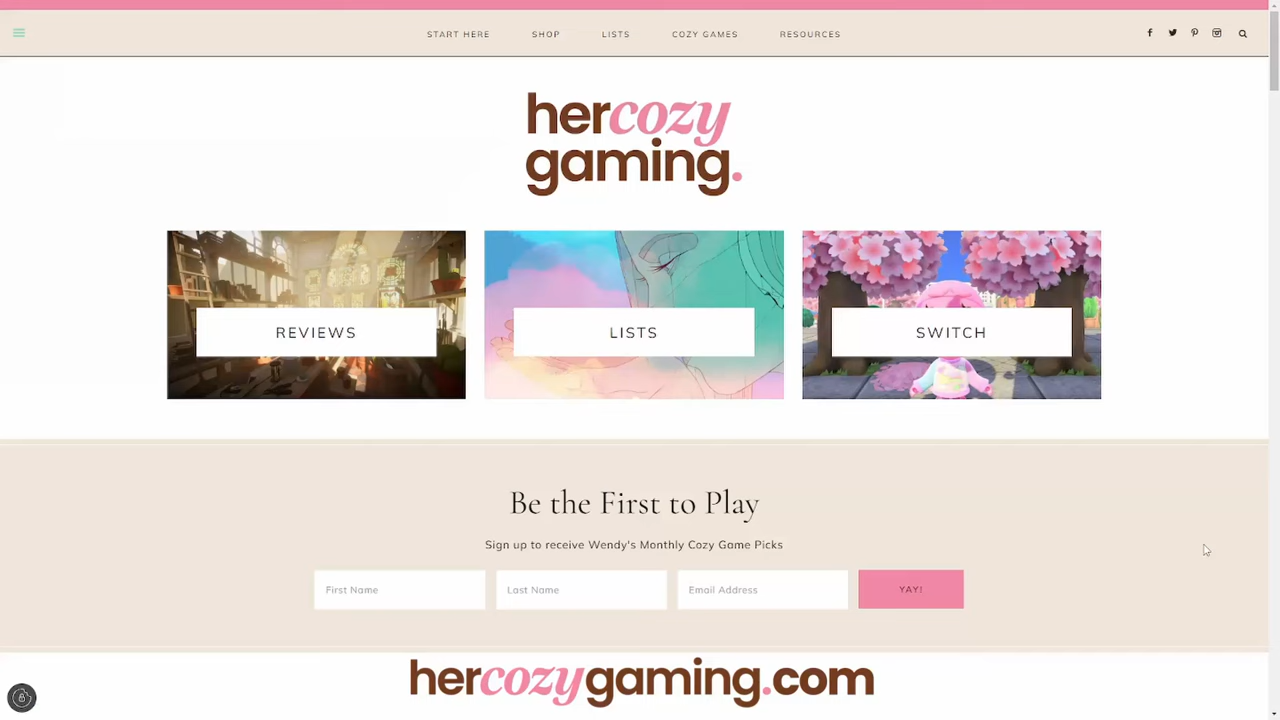 START HERE SHOP LISTS COZY GAMES RESOURCES
hercozy
gaming.
REVIEWS LISTS SWITCH
Be the First to Play
Sign up to receive Wendy's Monthly Cozy Game Picks
First Name Last Name Email Address YAY!
hercozygaming.com